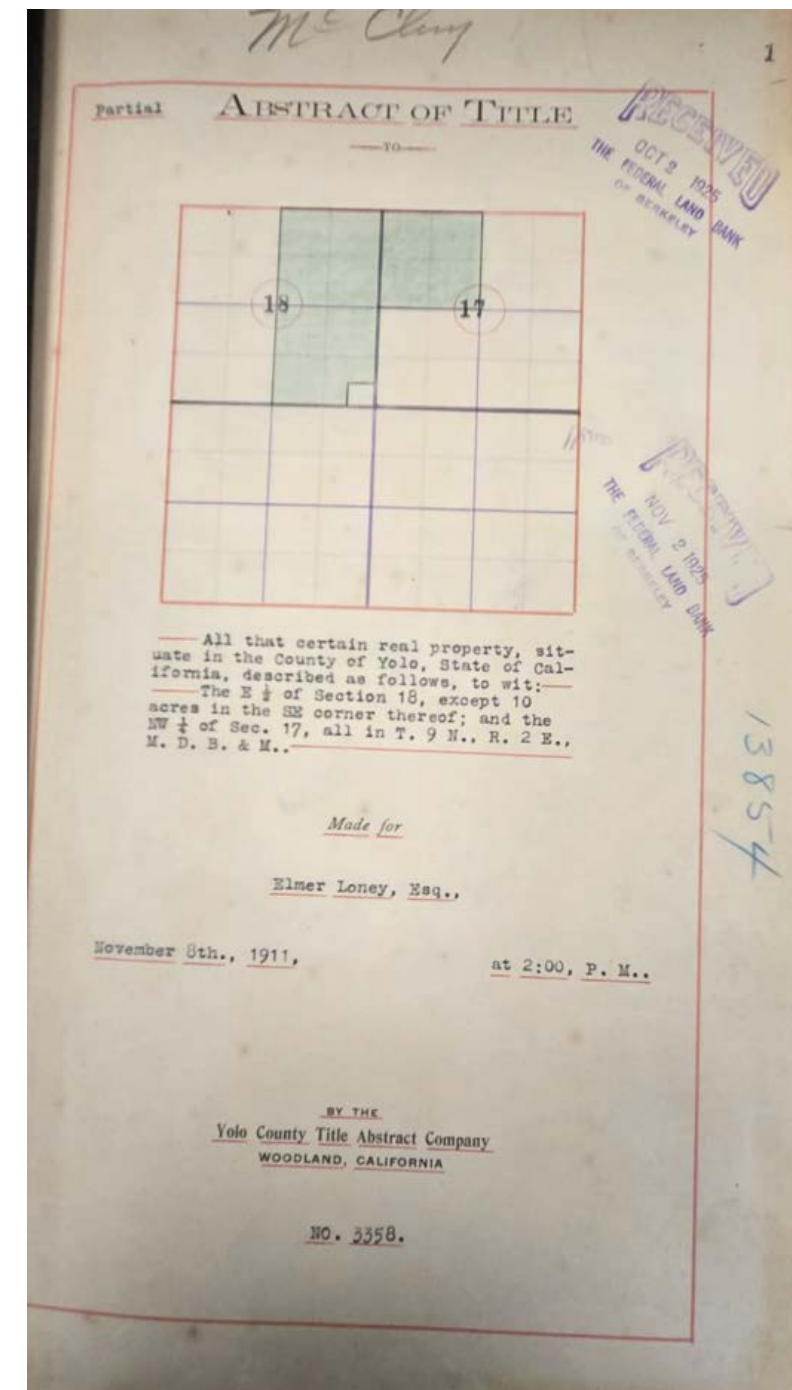 1
Partial ABSTRACT OF TITLE
TO
RECEIVED
OCT 2 1925
THE FEDERAL LAND BANK
OF BERKELEY
18
17
RECEIVED
NOV 2 1925
THE FEDERAL LAND BANK
OF BERKELEY
All that certain real property, sit-
uate in the County of Yolo, State of Cal-
ifornia, described as follows, to wit:
The E ½ of Section 18, except 10
acres in the SE corner thereof; and the
NW ¼ of Sec. 17, all in T. 9 N., R. 2 E.,
M. D. B. & M..
13854
Made for
Elmer Loney, Esq.,
November 8th., 1911, at 2:00, P. M..
BY THE
Yolo County Title Abstract Company
WOODLAND, CALIFORNIA
NO. 3358.